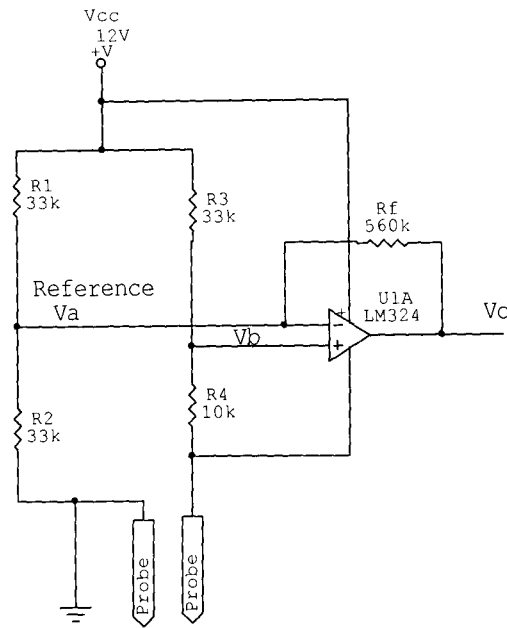 Vcc
12V
+V
R1
33k
R3
33k
Rf
560k
Reference
Va
U1A
LM324
Vo
Vb
+
-
+
R2
33k
R4
10k
Probe
Probe